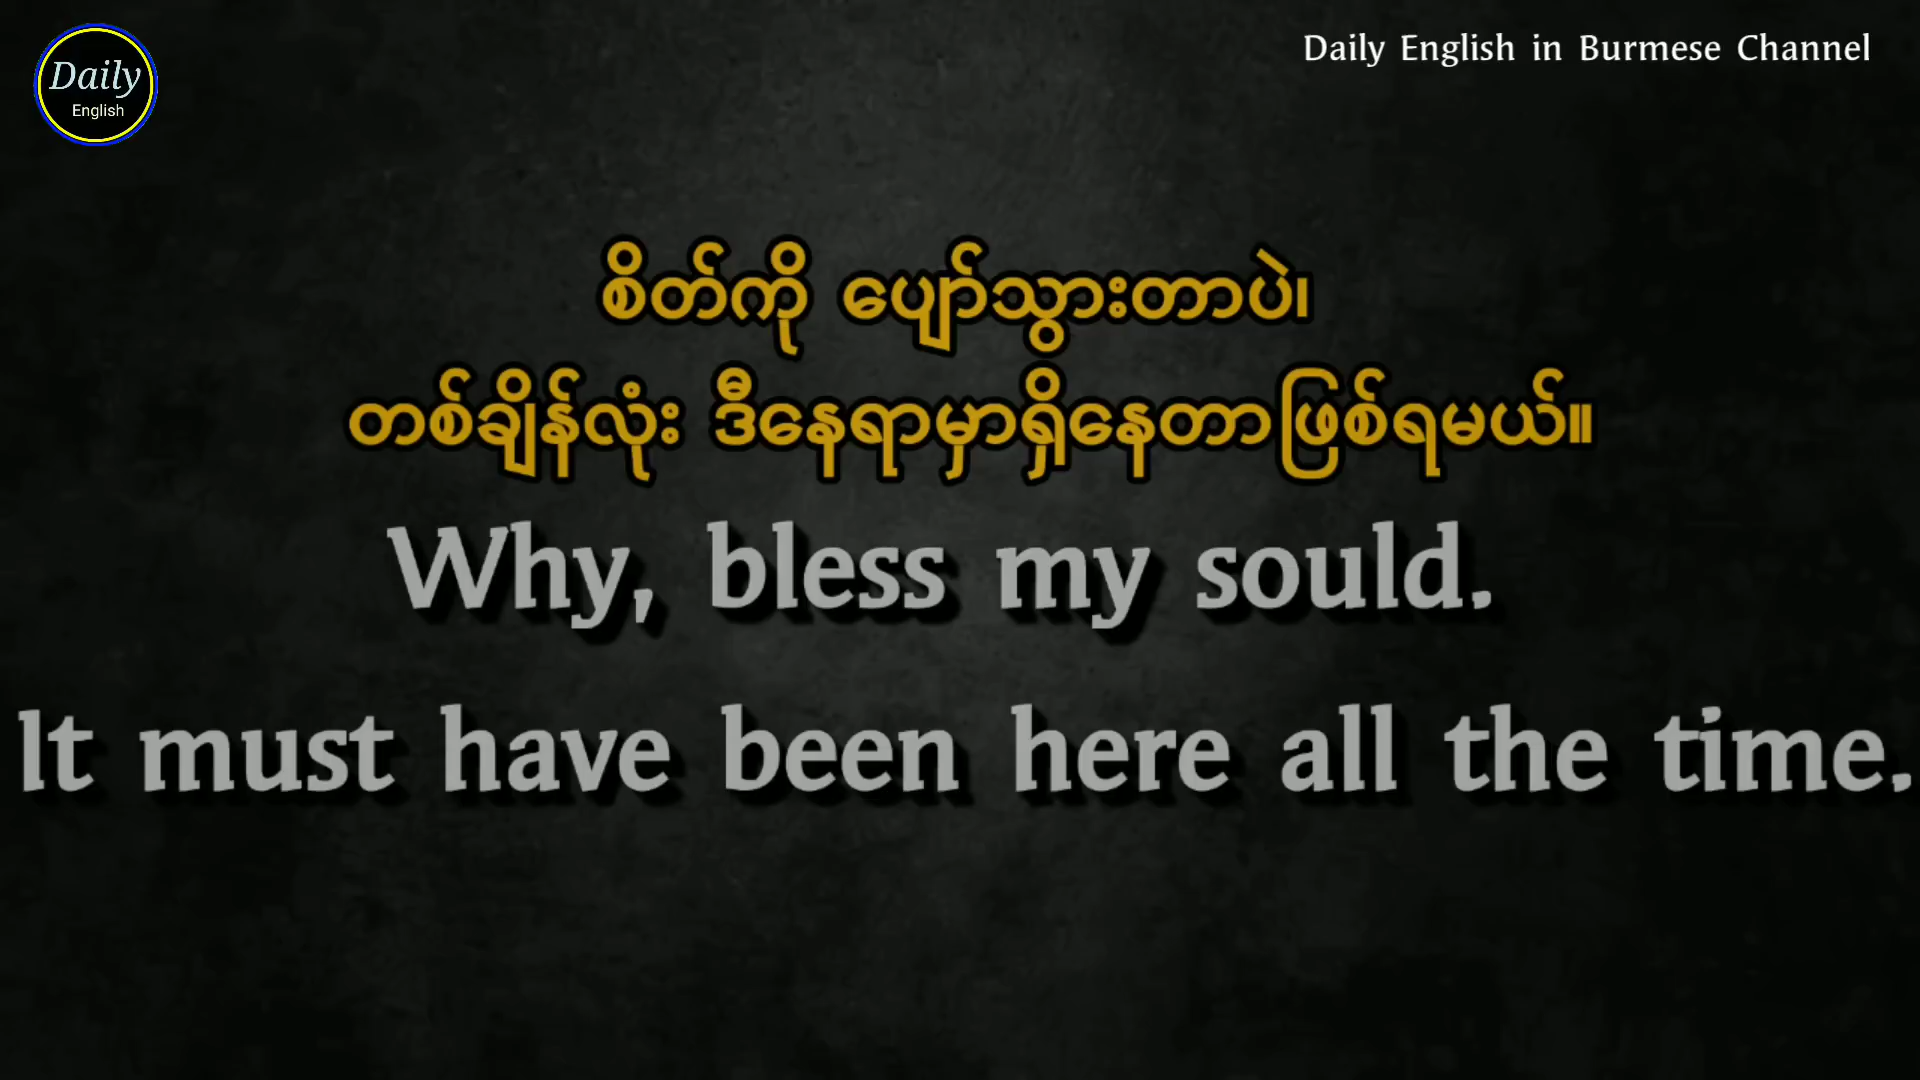 Daily
English
Daily English in Burmese Channel
စိတ်ကို ပျော်သွားတာပဲ၊
တစ်ချိန်လုံး ဒီနေရာမှာရှိနေတာဖြစ်ရမယ်။
Why, bless my sould.
It must have been here all the time.